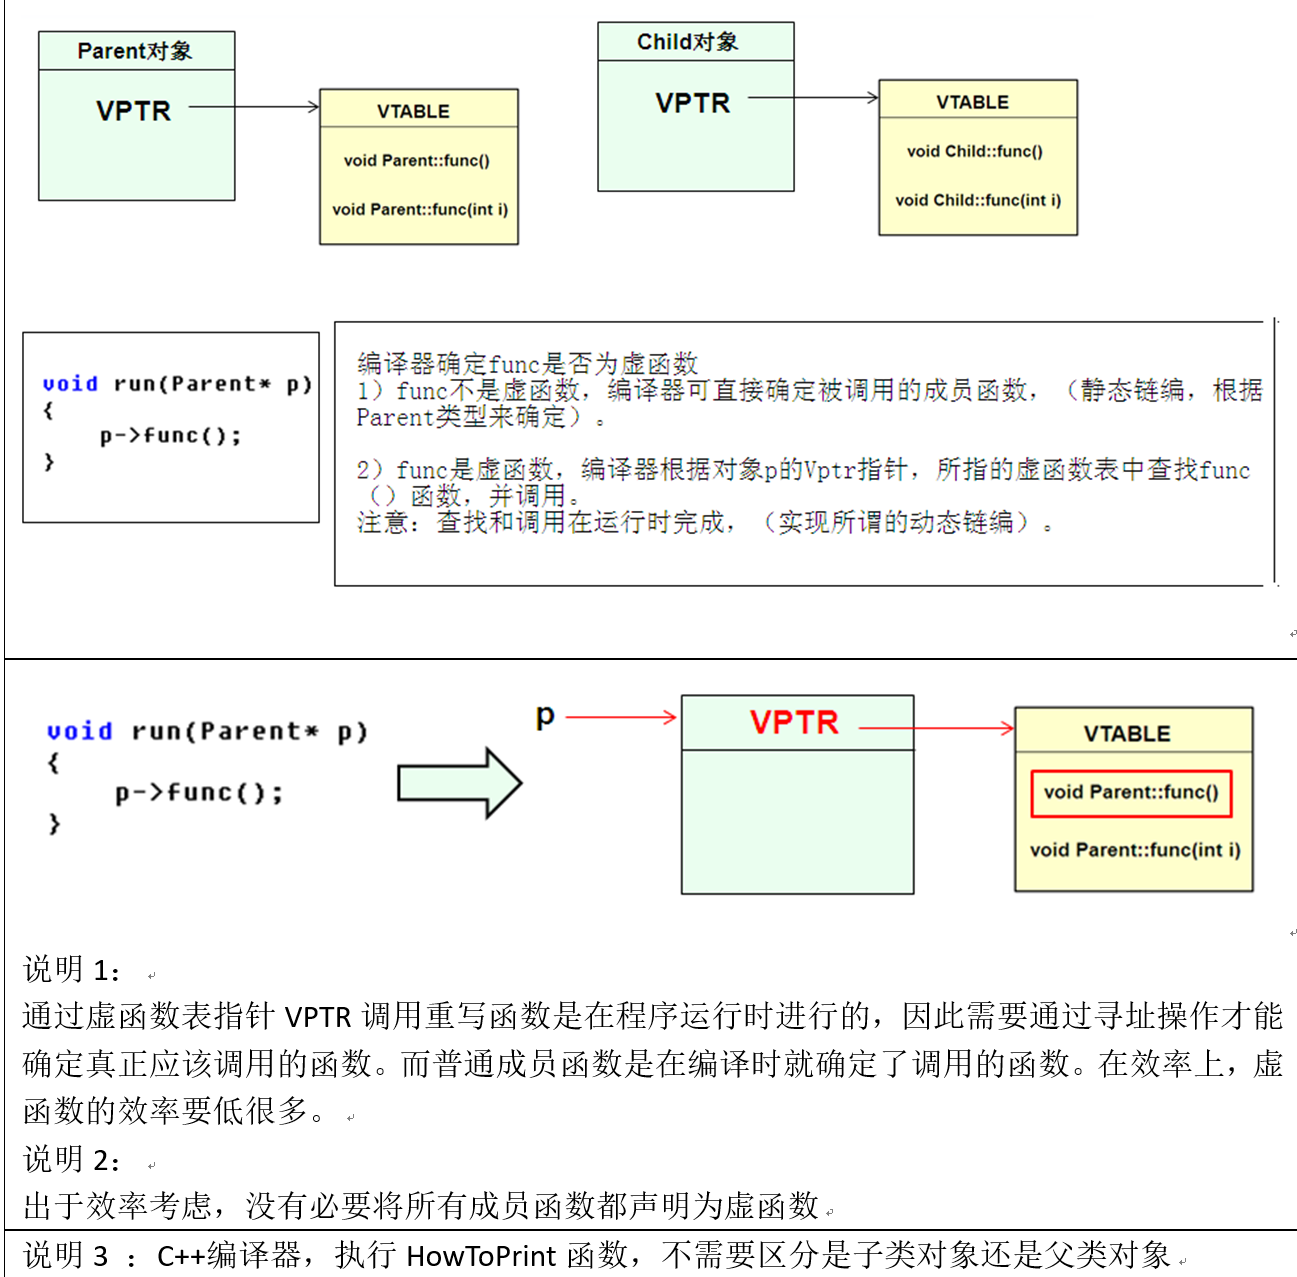 Parent对象
VPTR
VTABLE
void Parent::func()
void Parent::func(int i)
Child对象
VPTR
VTABLE
void Child::func()
void Child::func(int i)
void run(Parent* p)
{
p->func();
}
编译器确定func是否为虚函数
1）func不是虚函数，编译器可直接确定被调用的成员函数，（静态链编，根据
Parent类型来确定）。
2）func是虚函数，编译器根据对象p的Vptr指针，所指的虚函数表中查找func
（）函数，并调用。
注意：查找和调用在运行时完成，（实现所谓的动态链编）。
void run(Parent* p)
{
p->func();
}
p
VPTR
VTABLE
void Parent::func()
void Parent::func(int i)
说明 1：
通过虚函数表指针 VPTR 调用重写函数是在程序运行时进行的，因此需要通过寻址操作才能
确定真正应该调用的函数。而普通成员函数是在编译时就确定了调用的函数。在效率上，虚
函数的效率要低很多。
说明 2：
出于效率考虑，没有必要将所有成员函数都声明为虚函数
说明 3 ：C++编译器，执行 HowToPrint 函数，不需要区分是子类对象还是父类对象